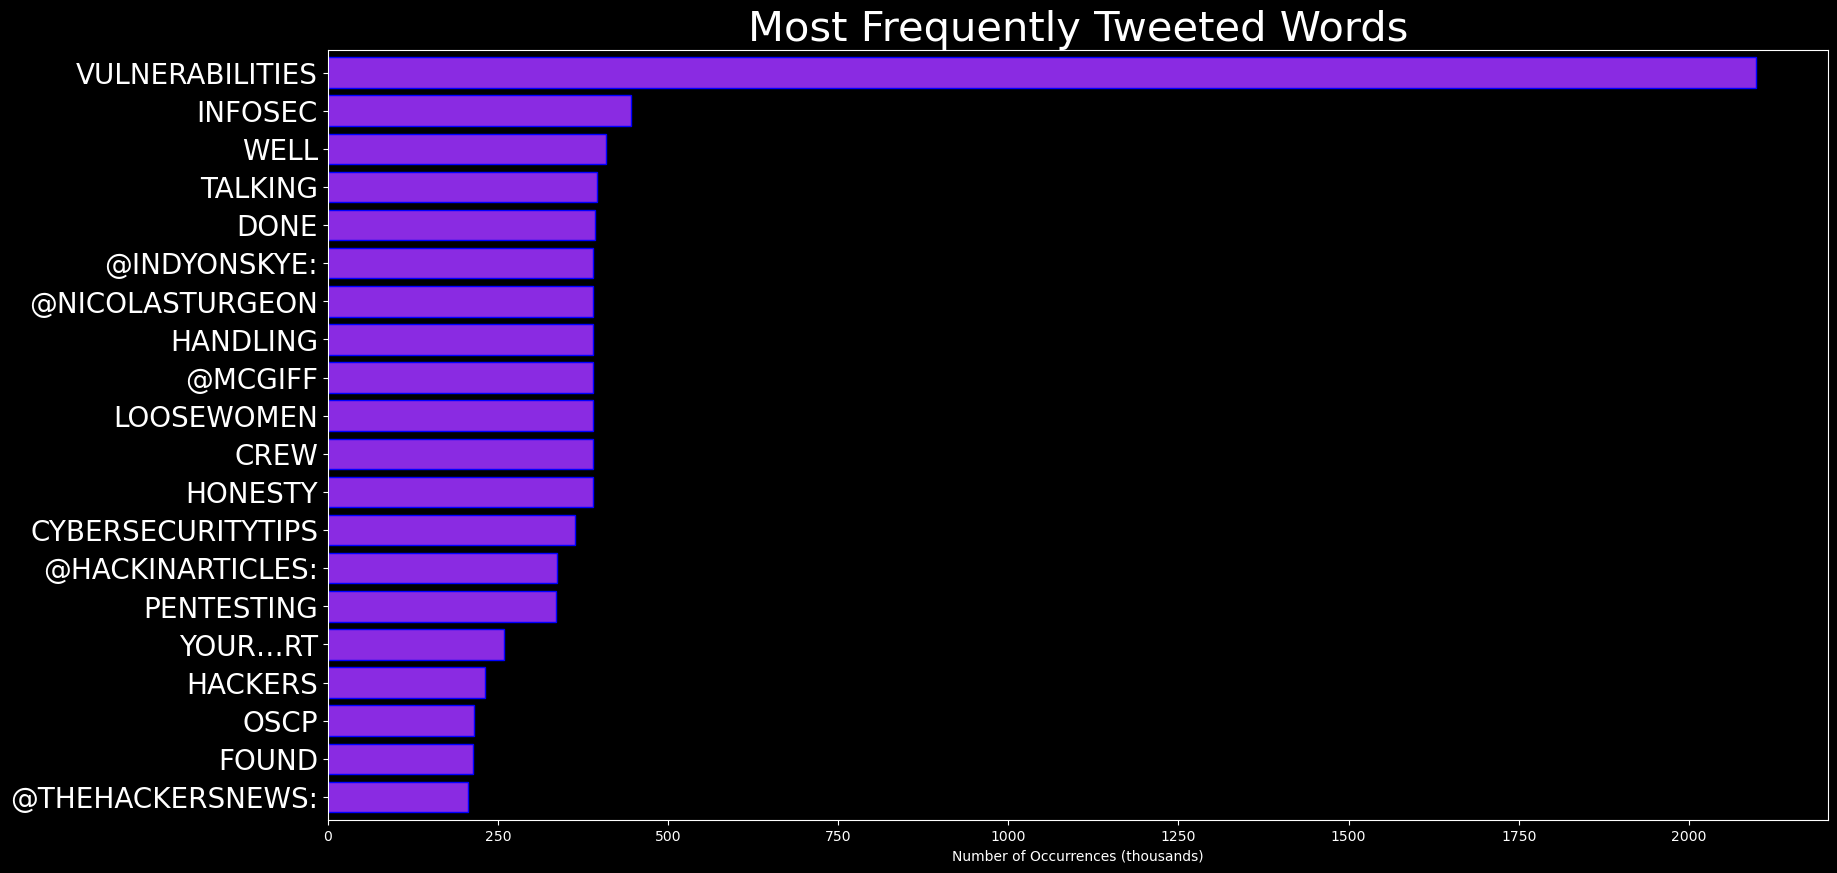 Most Frequently Tweeted Words
VULNERABILITIES
INFOSEC
WELL
TALKING
DONE
@INDYONSKYE:
@NICOLASTURGEON
HANDLING
@MCGIFF
LOOSEWOMEN
CREW
HONESTY
CYBERSECURITYTIPS
@HACKINARTICLES:
PENTESTING
YOUR...RT
HACKERS
OSCP
FOUND
@THEHACKERSNEWS:
0 250 500 750 1000 1250 1500 1750 2000
Number of Occurrences (thousands)